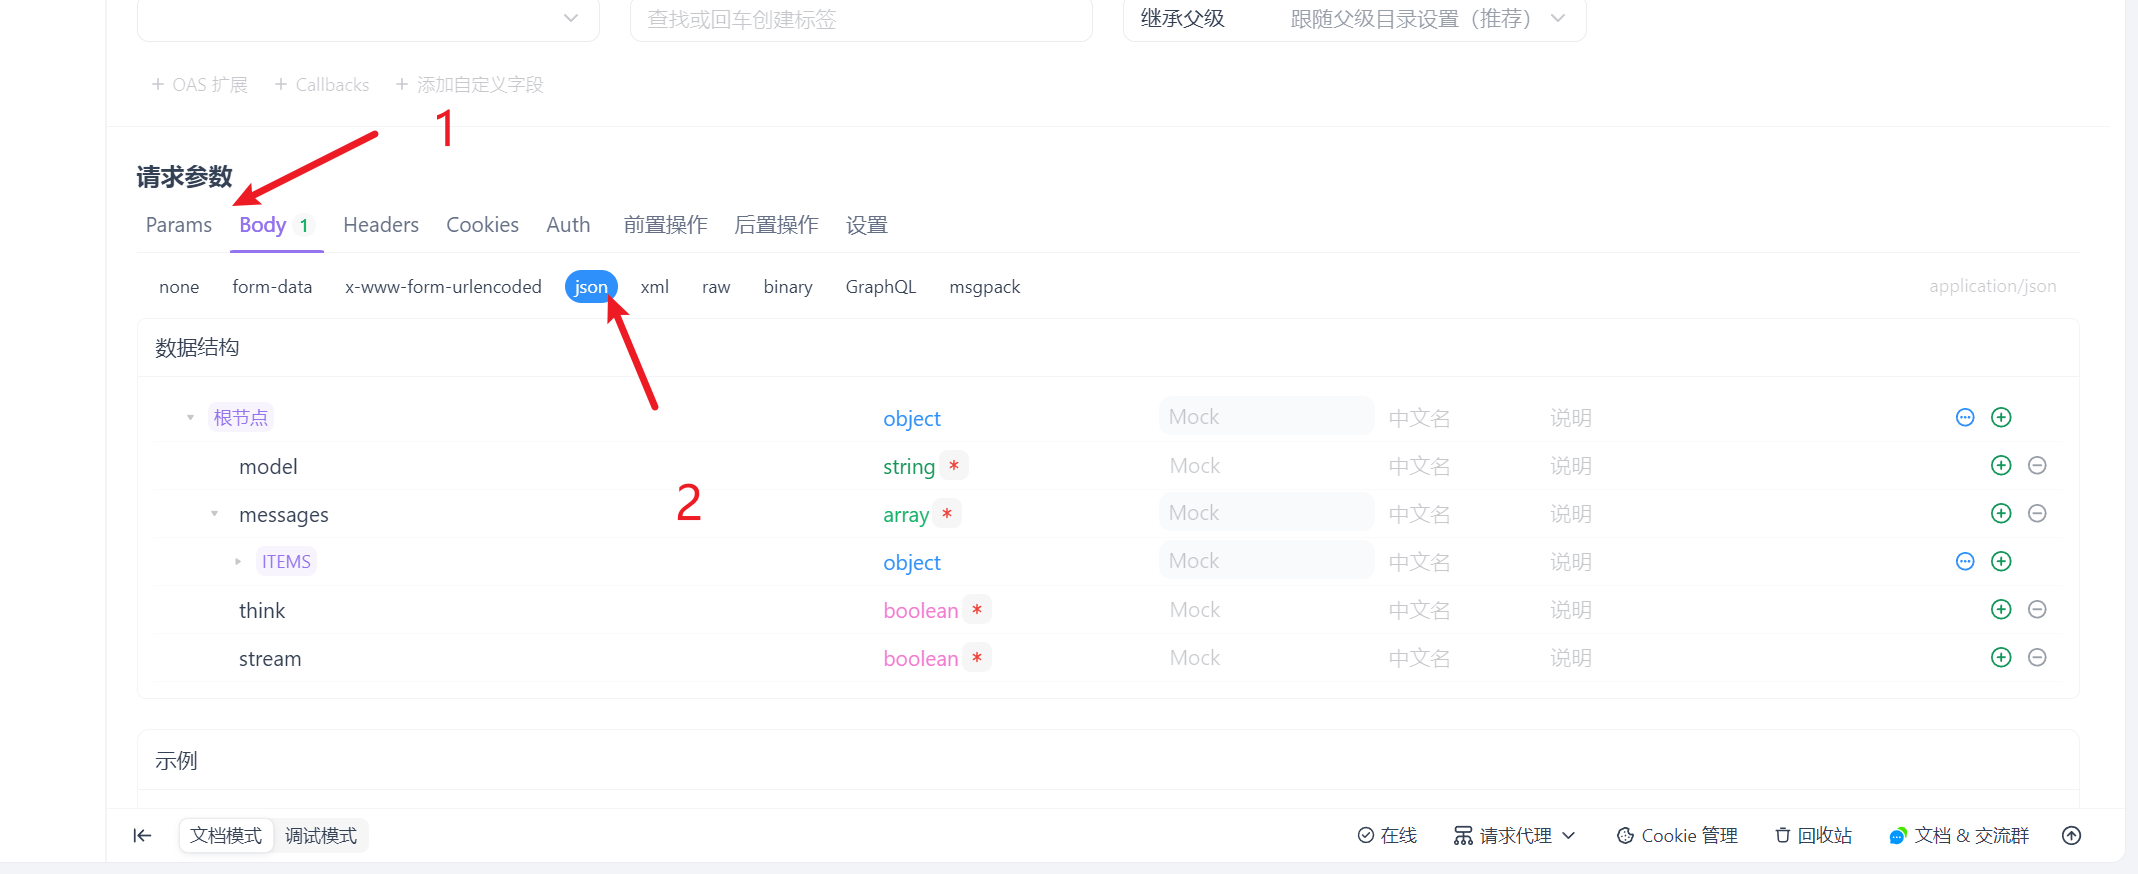 查找或回车创建标签
继承父级 跟随父级目录设置（推荐）
+ OAS 扩展 + Callbacks + 添加自定义字段
1
请求参数
Params Body 1 Headers Cookies Auth 前置操作 后置操作 设置
none form-data x-www-form-urlencoded json xml raw binary GraphQL msgpack application/json
数据结构
根节点 object Mock 中文名 说明
model string * Mock 中文名 说明
2
messages array * Mock 中文名 说明
ITEMS object Mock 中文名 说明
think boolean * Mock 中文名 说明
stream boolean * Mock 中文名 说明
示例
文档模式 调试模式 在线 请求代理 Cookie 管理 回收站 文档 & 交流群